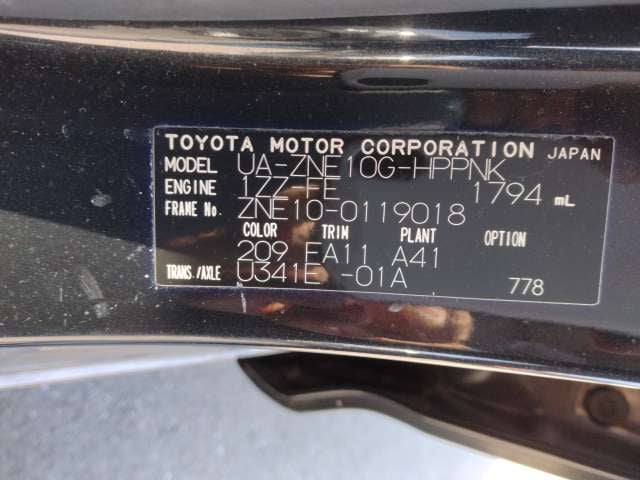 TOYOTA MOTOR CORPORATION JAPAN
MODEL UA-ZNE10G-HPPNK
ENGINE 1ZZ-FE 1794 mL
FRAME No. ZNE10-0119018
COLOR TRIM PLANT OPTION
209 EA11 A41
TRANS./AXLE U341E -01A 778